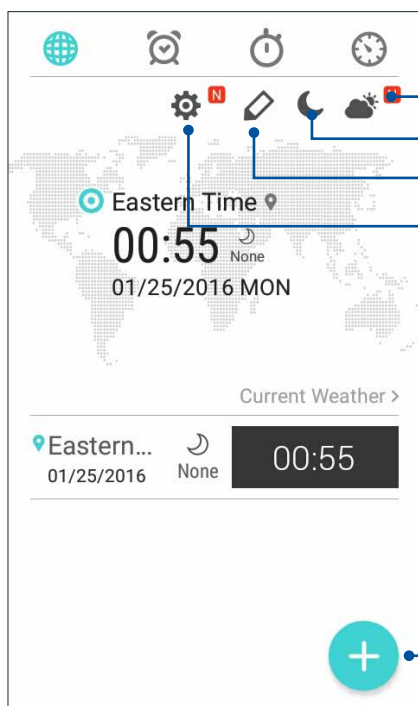 N
Eastern Time
00:55
None
01/25/2016 MON
Current Weather >
Eastern...
None
00:55
01/25/2016